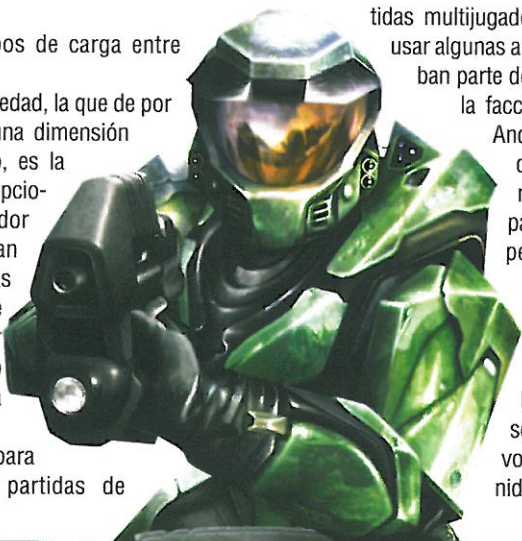 pos de carga entre
edad, la que de por
una dimensión
, es la
pcio-
dor
an
as
e
para
partidas de
tidas multijugado
usar algunas a
ban parte de
la facc
And
pa
pe
se
vo
nid